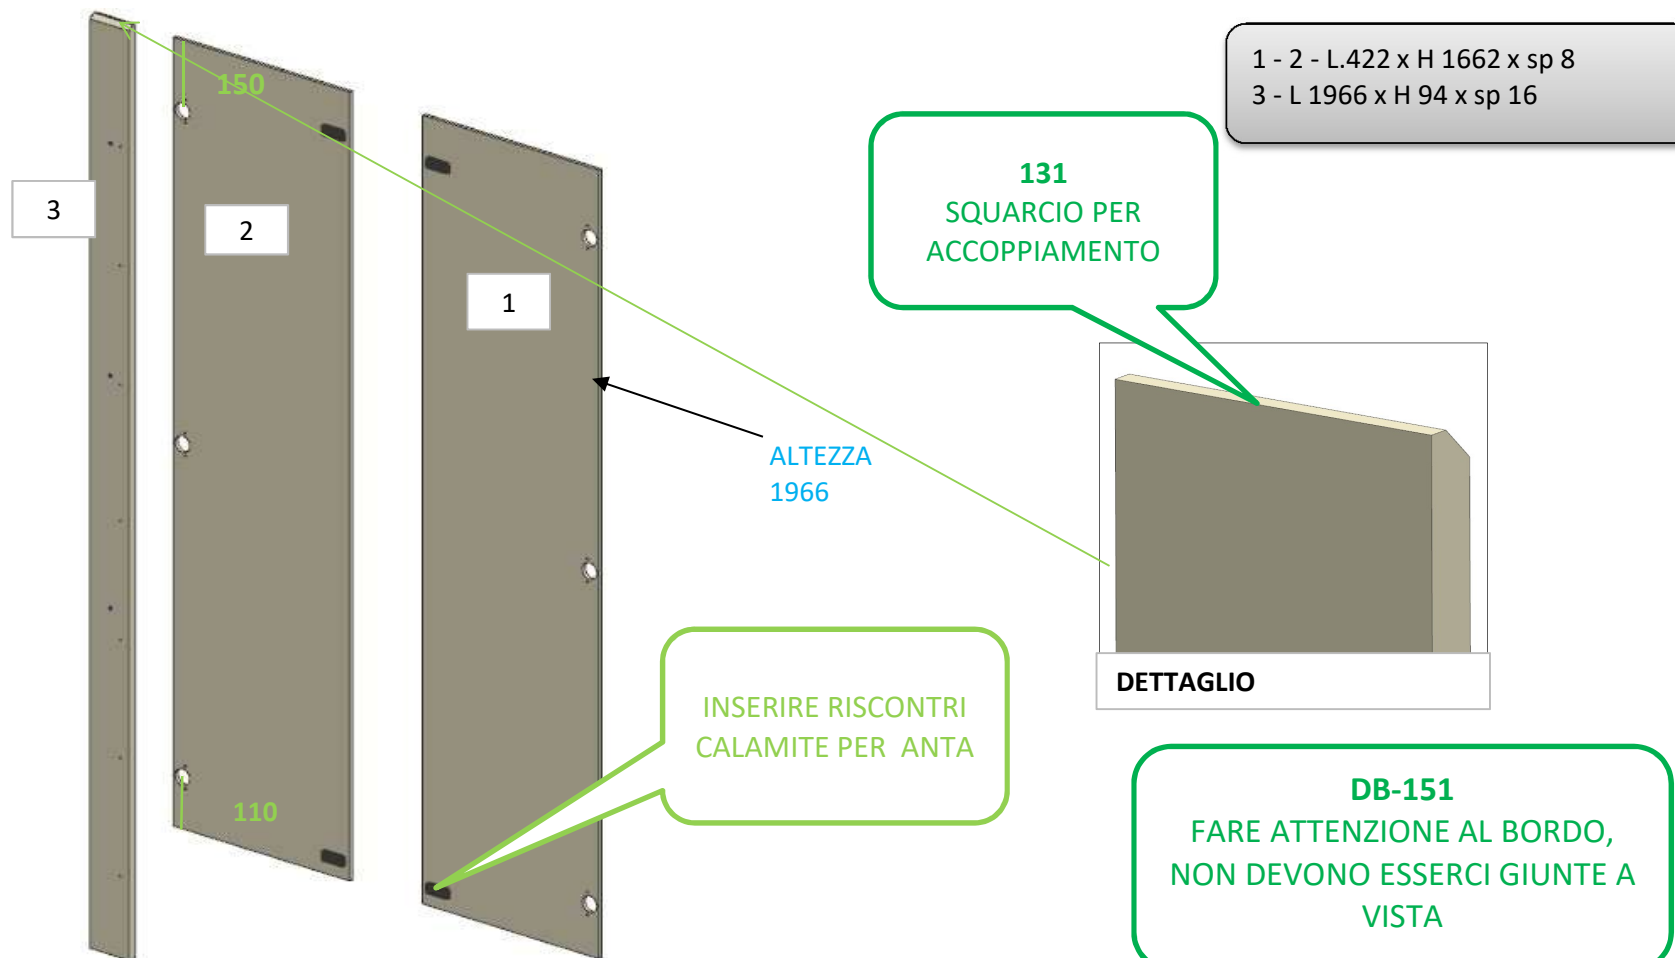 1 - 2 - L.422 x H 1662 x sp 8
3 - L 1966 x H 94 x sp 16
150
131
SQUARCIO PER
ACCOPPIAMENTO
3
2
1
ALTEZZA
1966
DETTAGLIO
INSERIRE RISCONTRI
CALAMITE PER ANTA
110
DB-151
FARE ATTENZIONE AL BORDO,
NON DEVONO ESSERCI GIUNTE A
VISTA